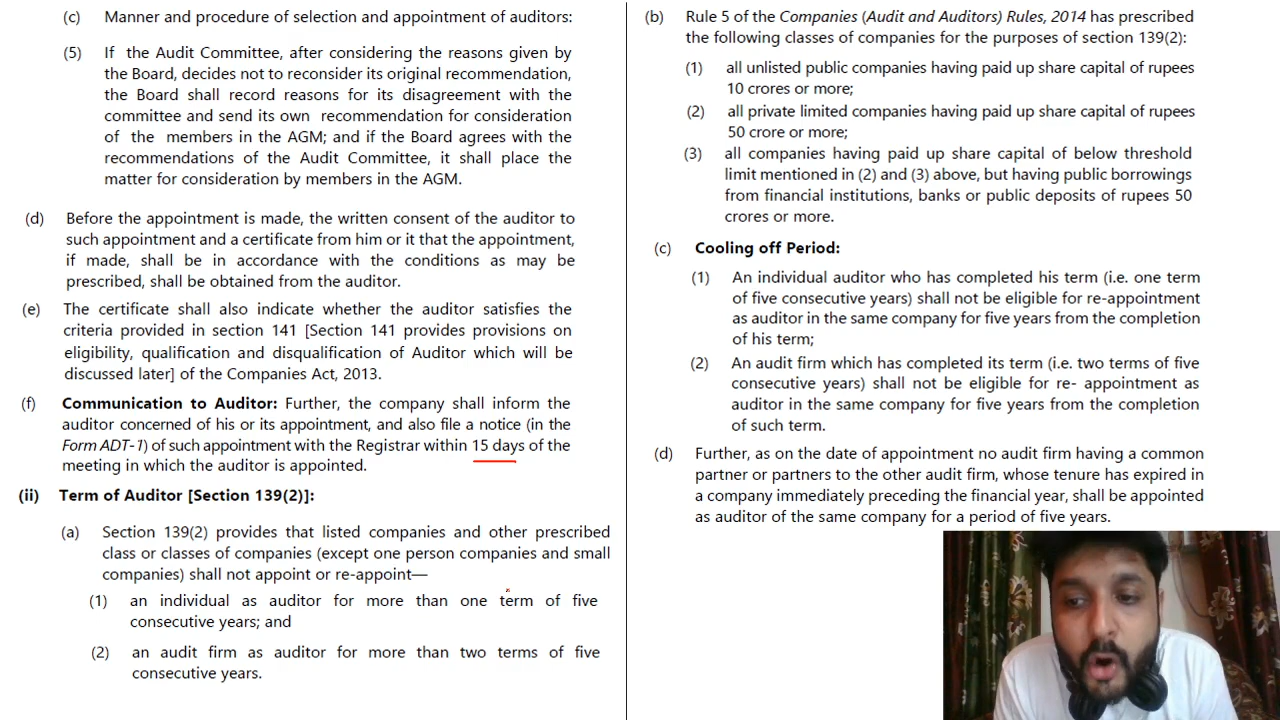 (c) Manner and procedure of selection and appointment of auditors:
(5) If the Audit Committee, after considering the reasons given by
the Board, decides not to reconsider its original recommendation,
the Board shall record reasons for its disagreement with the
committee and send its own recommendation for consideration
of the members in the AGM; and if the Board agrees with the
recommendations of the Audit Committee, it shall place the
matter for consideration by members in the AGM.
(d) Before the appointment is made, the written consent of the auditor to
such appointment and a certificate from him or it that the appointment,
if made, shall be in accordance with the conditions as may be
prescribed, shall be obtained from the auditor.
(e) The certificate shall also indicate whether the auditor satisfies the
criteria provided in section 141 [Section 141 provides provisions on
eligibility, qualification and disqualification of Auditor which will be
discussed later] of the Companies Act, 2013.
(f) Communication to Auditor: Further, the company shall inform the
auditor concerned of his or its appointment, and also file a notice (in the
Form ADT-1) of such appointment with the Registrar within 15 days of the
meeting in which the auditor is appointed.
(ii) Term of Auditor [Section 139(2)]:
(a) Section 139(2) provides that listed companies and other prescribed
class or classes of companies (except one person companies and small
companies) shall not appoint or re-appoint—
(1) an individual as auditor for more than one term of five
consecutive years; and
(2) an audit firm as auditor for more than two terms of five
consecutive years.
(b) Rule 5 of the Companies (Audit and Auditors) Rules, 2014 has prescribed
the following classes of companies for the purposes of section 139(2):
(1) all unlisted public companies having paid up share capital of rupees
10 crores or more;
(2) all private limited companies having paid up share capital of rupees
50 crore or more;
(3) all companies having paid up share capital of below threshold
limit mentioned in (2) and (3) above, but having public borrowings
from financial institutions, banks or public deposits of rupees 50
crores or more.
(c) Cooling off Period:
(1) An individual auditor who has completed his term (i.e. one term
of five consecutive years) shall not be eligible for re-appointment
as auditor in the same company for five years from the completion
of his term;
(2) An audit firm which has completed its term (i.e. two terms of five
consecutive years) shall not be eligible for re- appointment as
auditor in the same company for five years from the completion
of such term.
(d) Further, as on the date of appointment no audit firm having a common
partner or partners to the other audit firm, whose tenure has expired in
a company immediately preceding the financial year, shall be appointed
as auditor of the same company for a period of five years.